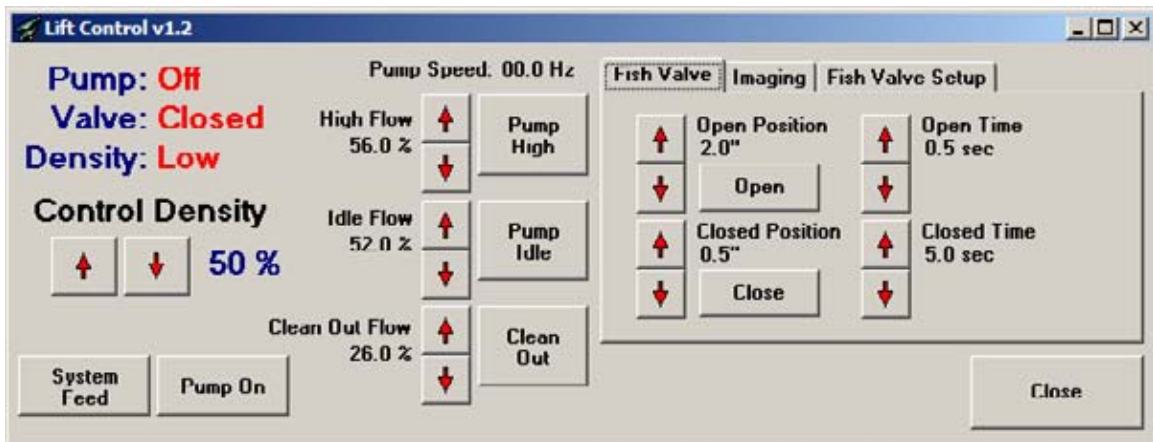 Lift Control v1.2
Pump: Off
Valve: Closed
Density: Low
Control Density
50 %
System
Feed
Pump On
Pump Speed: 00.0 Hz
High Flow
56.0 %
Pump
High
Idle Flow
52.0 %
Pump
Idle
Clean Out Flow
26.0 %
Clean
Out
Fish Valve
Imaging
Fish Valve Setup
Open Position
2.0"
Open
Open Time
0.5 sec
Closed Position
0.5"
Close
Closed Time
5.0 sec
Close